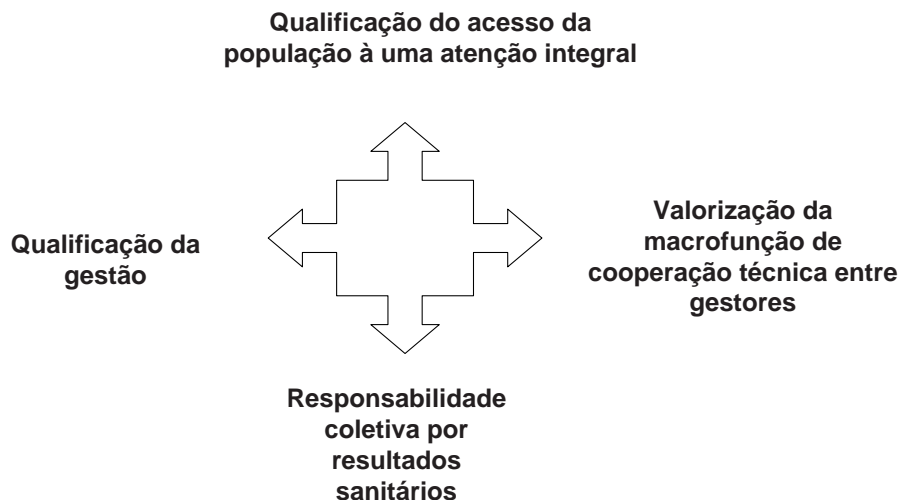 Qualificação do acesso da
população à uma atenção integral
Qualificação da
gestão
Valorização da
macrofunção de
cooperação técnica entre
gestores
Responsabilidade
coletiva por
resultados
sanitários